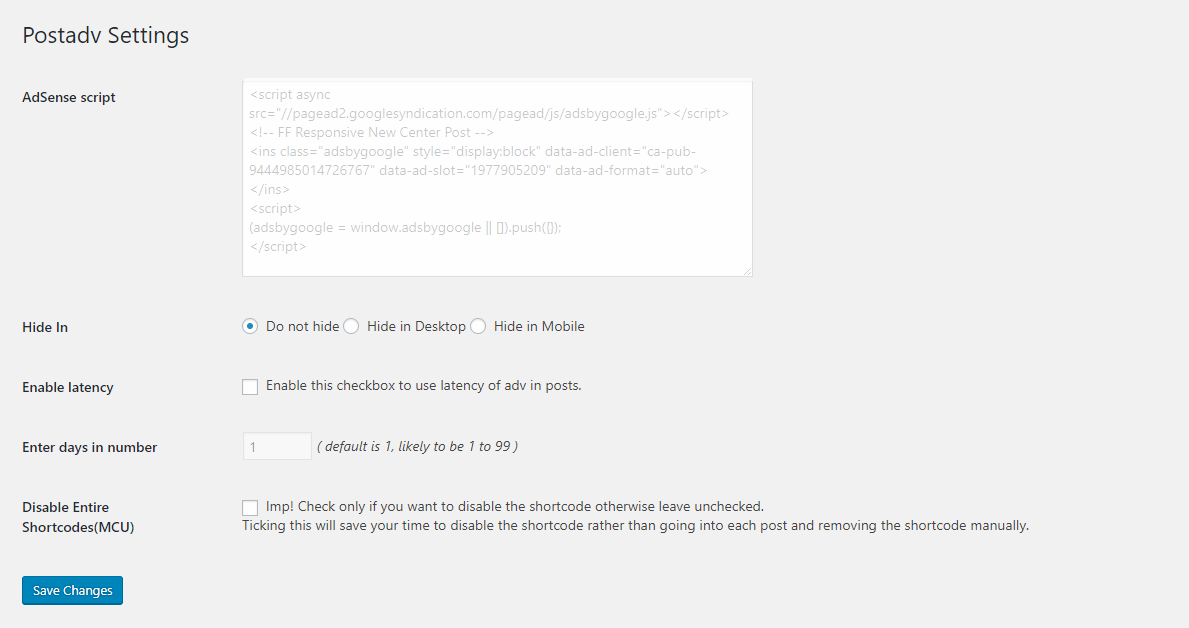 Postadv Settings
AdSense script
<script async
src="//pagead2.googlesyndication.com/pagead/js/adsbygoogle.js"></script>
<!-- FF Responsive New Center Post -->
<ins class="adsbygoogle" style="display:block" data-ad-client="ca-pub-
9444985014726767" data-ad-slot="1977905209" data-ad-format="auto">
</ins>
<script>
(adsbygoogle = window.adsbygoogle || []).push({});
</script>
Hide In
Do not hide Hide in Desktop Hide in Mobile
Enable latency
Enable this checkbox to use latency of adv in posts.
Enter days in number
1 ( default is 1, likely to be 1 to 99 )
Disable Entire
Shortcodes(MCU)
Imp! Check only if you want to disable the shortcode otherwise leave unchecked.
Ticking this will save your time to disable the shortcode rather than going into each post and removing the shortcode manually.
Save Changes